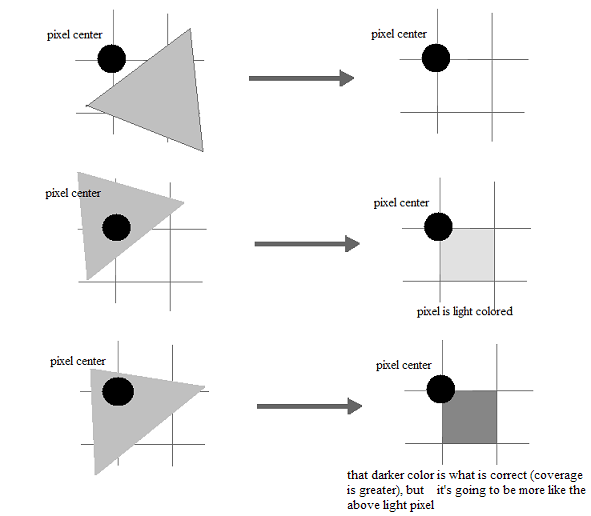 pixel center
pixel center
pixel center
pixel center
pixel is light colored
pixel center
pixel center
that darker color is what is correct (coverage
is greater), but it's going to be more like the
above light pixel